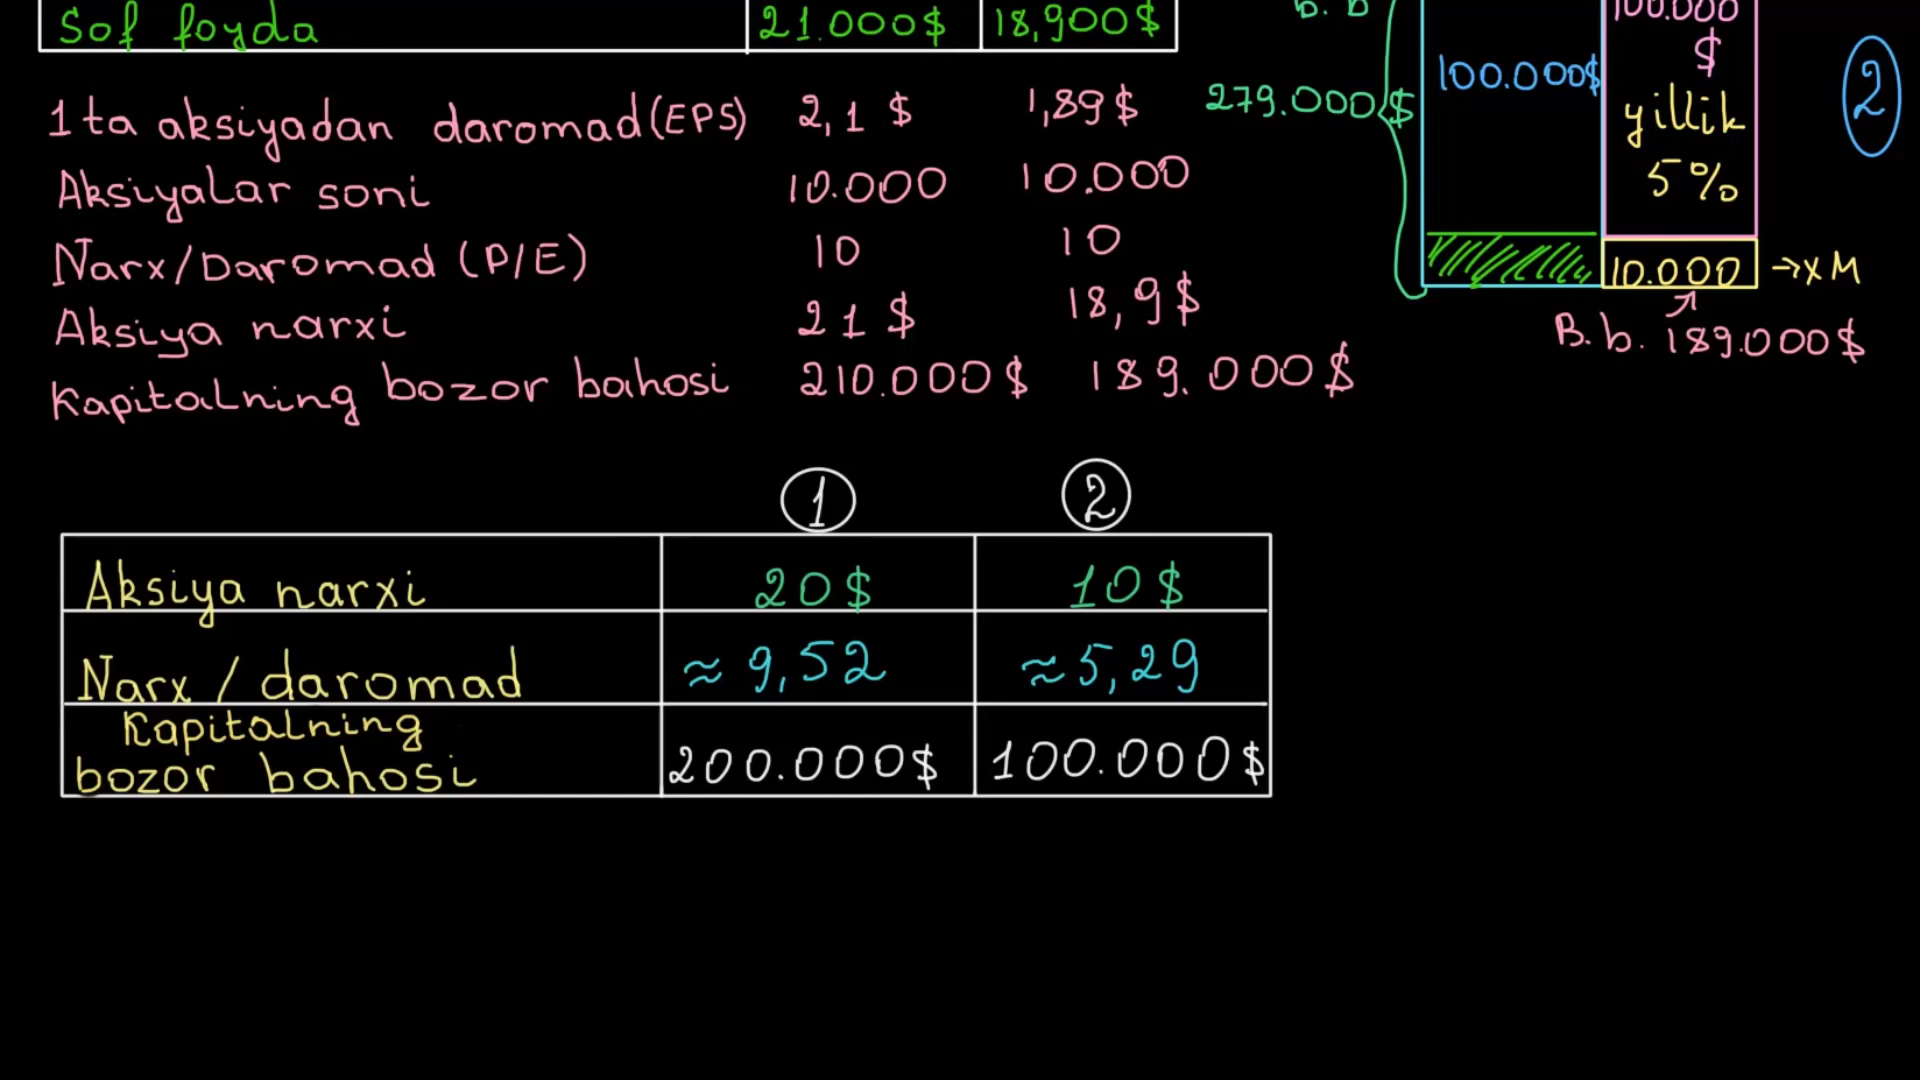 Sof foyda 21.000$ 18,900$
1ta aksiyadan daromad(EPS) 2,1$ 1,89$
Aksiyalar soni 10.000 10.000
Narx/Daromad (P/E) 10 10
Aksiya narxi 21$ 18,9$
Kapitalning bozor bahosi 210.000$ 189.000$
b. b
279.000$
100.000$
100.000
$
yillik
5%
10.000 →xM
B.b. 189.000$
2
1 2
Aksiya narxi 20$ 10$
Narx / daromad ≈9,52 ≈5,29
Kapitalning
bozor bahosi 200.000$ 100.000$